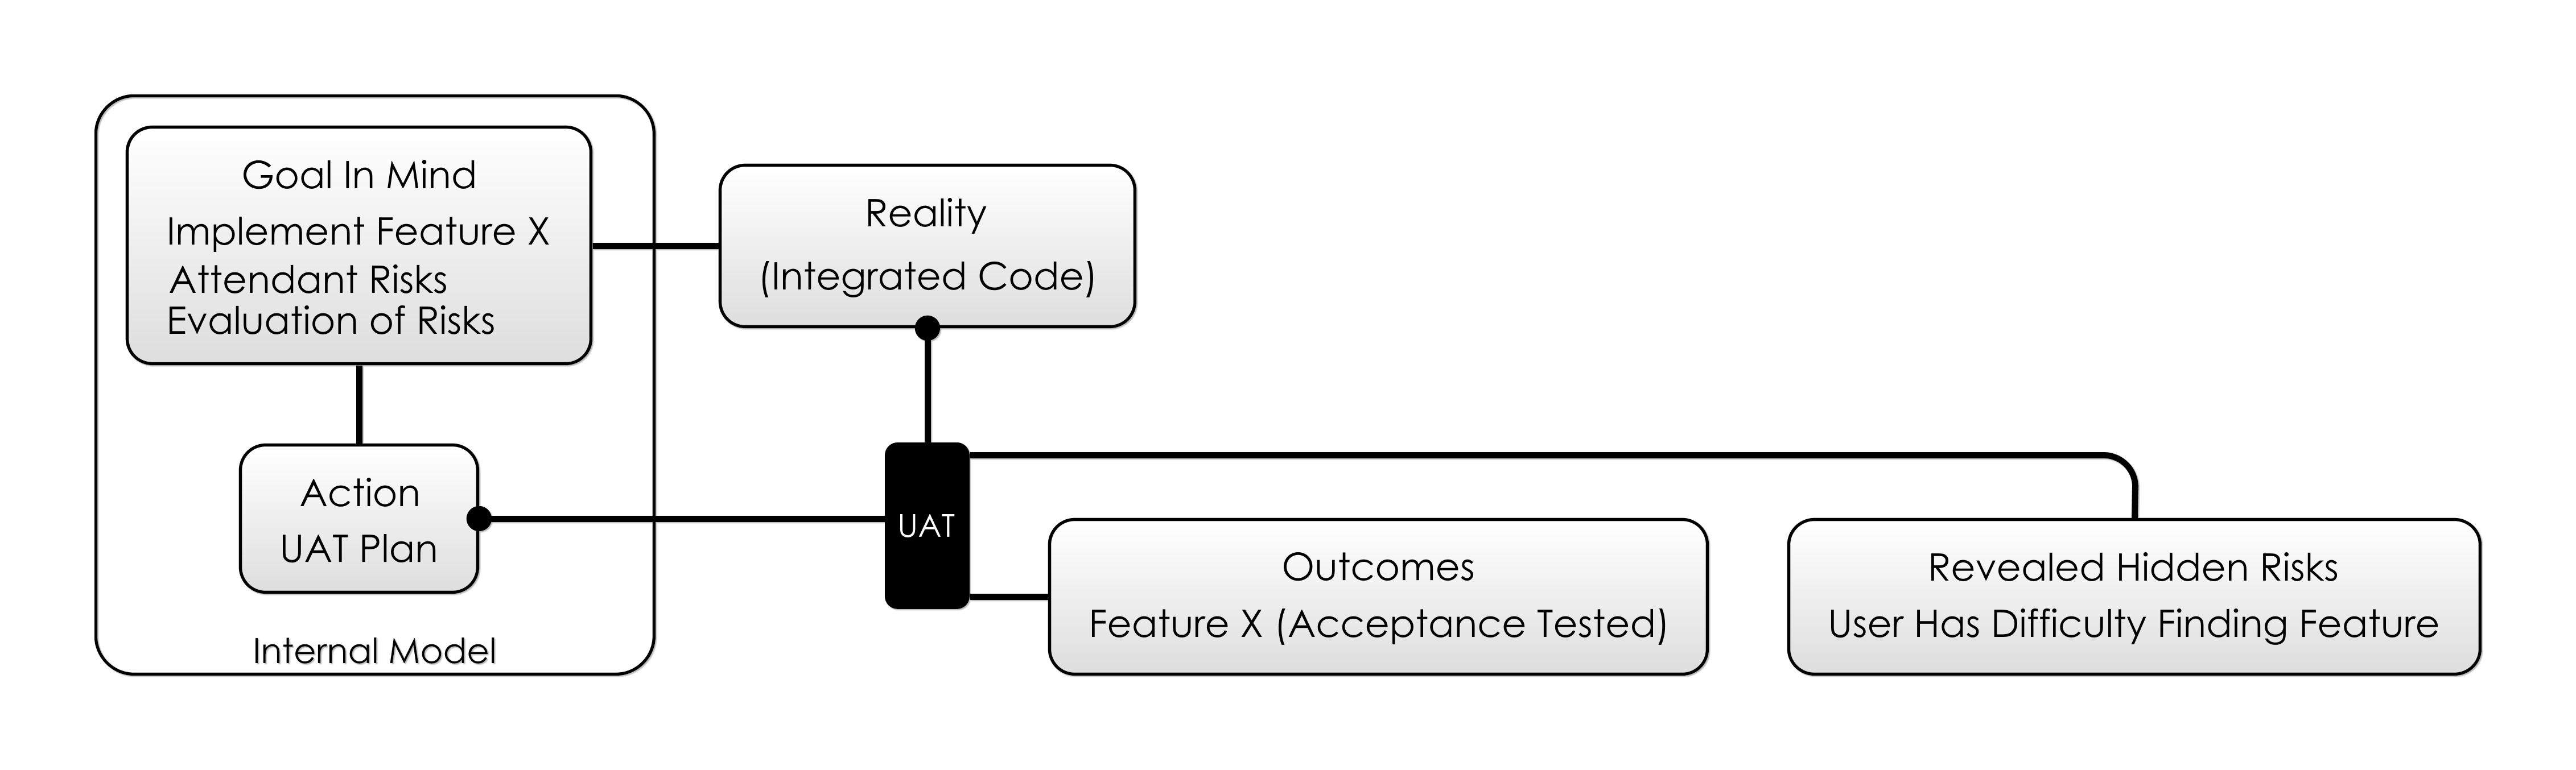 Goal In Mind
Implement Feature X
Attendant Risks
Evaluation of Risks
Action
UAT Plan
Internal Model
Reality
(Integrated Code)
UAT
Outcomes
Feature X (Acceptance Tested)
Revealed Hidden Risks
User Has Difficulty Finding Feature